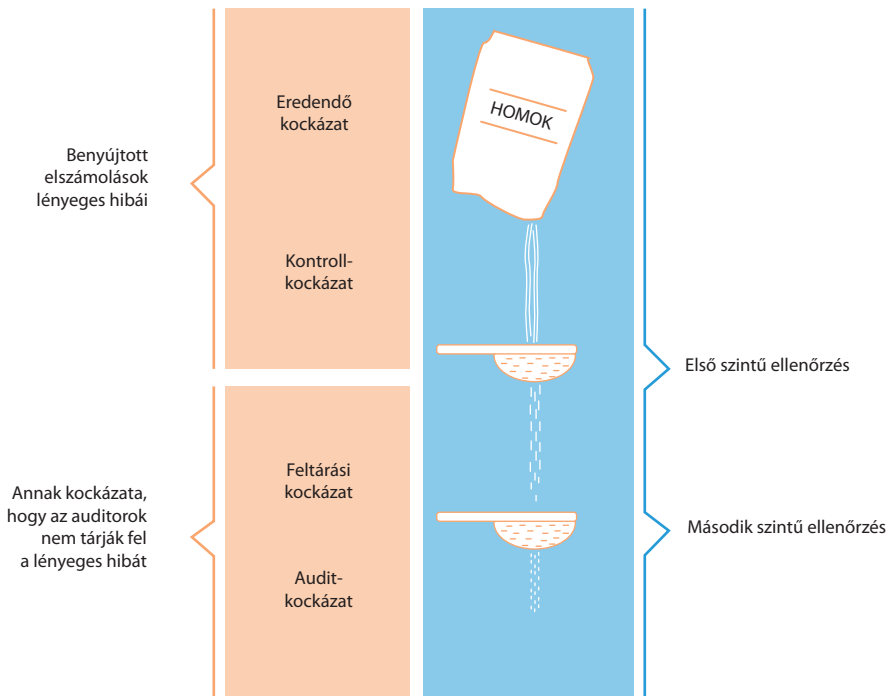 Benyújtott
elszámolások
lényeges hibái
Eredendő
kockázat
HOMOK
Kontroll-
kockázat
Első szintű ellenőrzés
Annak kockázata,
hogy az auditorok
nem tárják fel
a lényeges hibát
Feltárási
kockázat
Második szintű ellenőrzés
Audit-
kockázat